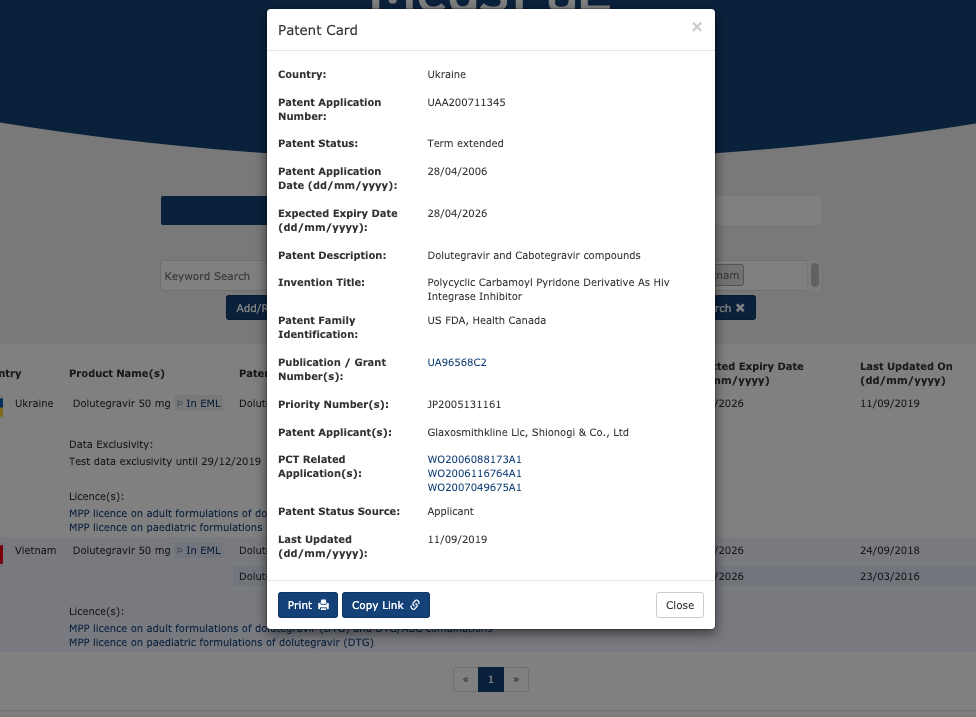 Patent Card ×
Country: Ukraine
Patent Application Number: UAA200711345
Patent Status: Term extended
Patent Application Date (dd/mm/yyyy): 28/04/2006
Expected Expiry Date (dd/mm/yyyy): 28/04/2026
Patent Description: Dolutegravir and Cabotegravir compounds
Invention Title: Polycyclic Carbamoyl Pyridone Derivative As Hiv
Integrase Inhibitor
Patent Family Identification: US FDA, Health Canada
Publication / Grant Number(s): UA96568C2
Priority Number(s): JP2005131161
Patent Applicant(s): Glaxosmithkline Llc, Shionogi & Co., Ltd
PCT Related Application(s): WO2006088173A1
WO2006116764A1
WO2007049675A1
Patent Status Source: Applicant
Last Updated (dd/mm/yyyy): 11/09/2019
Print Copy Link Close
Keyword Search nam
Add/R rch ✖
ntry Product Name(s) Pate ted Expiry Date Last Updated On
nm/yyyy) (dd/mm/yyyy)
Ukraine Dolutegravir 50 mg In EML Dolut /2026 11/09/2019
Data Exclusivity:
Test data exclusivity until 29/12/2019
Licence(s):
MPP licence on adult formulations of do
MPP licence on paediatric formulations
Vietnam Dolutegravir 50 mg In EML Dolut /2026 24/09/2018
Dolut /2026 23/03/2016
Licence(s):
MPP licence on adult formulations of dolutegravir (DTG) and DTG/ABC combinations
MPP licence on paediatric formulations of dolutegravir (DTG)
« 1 »